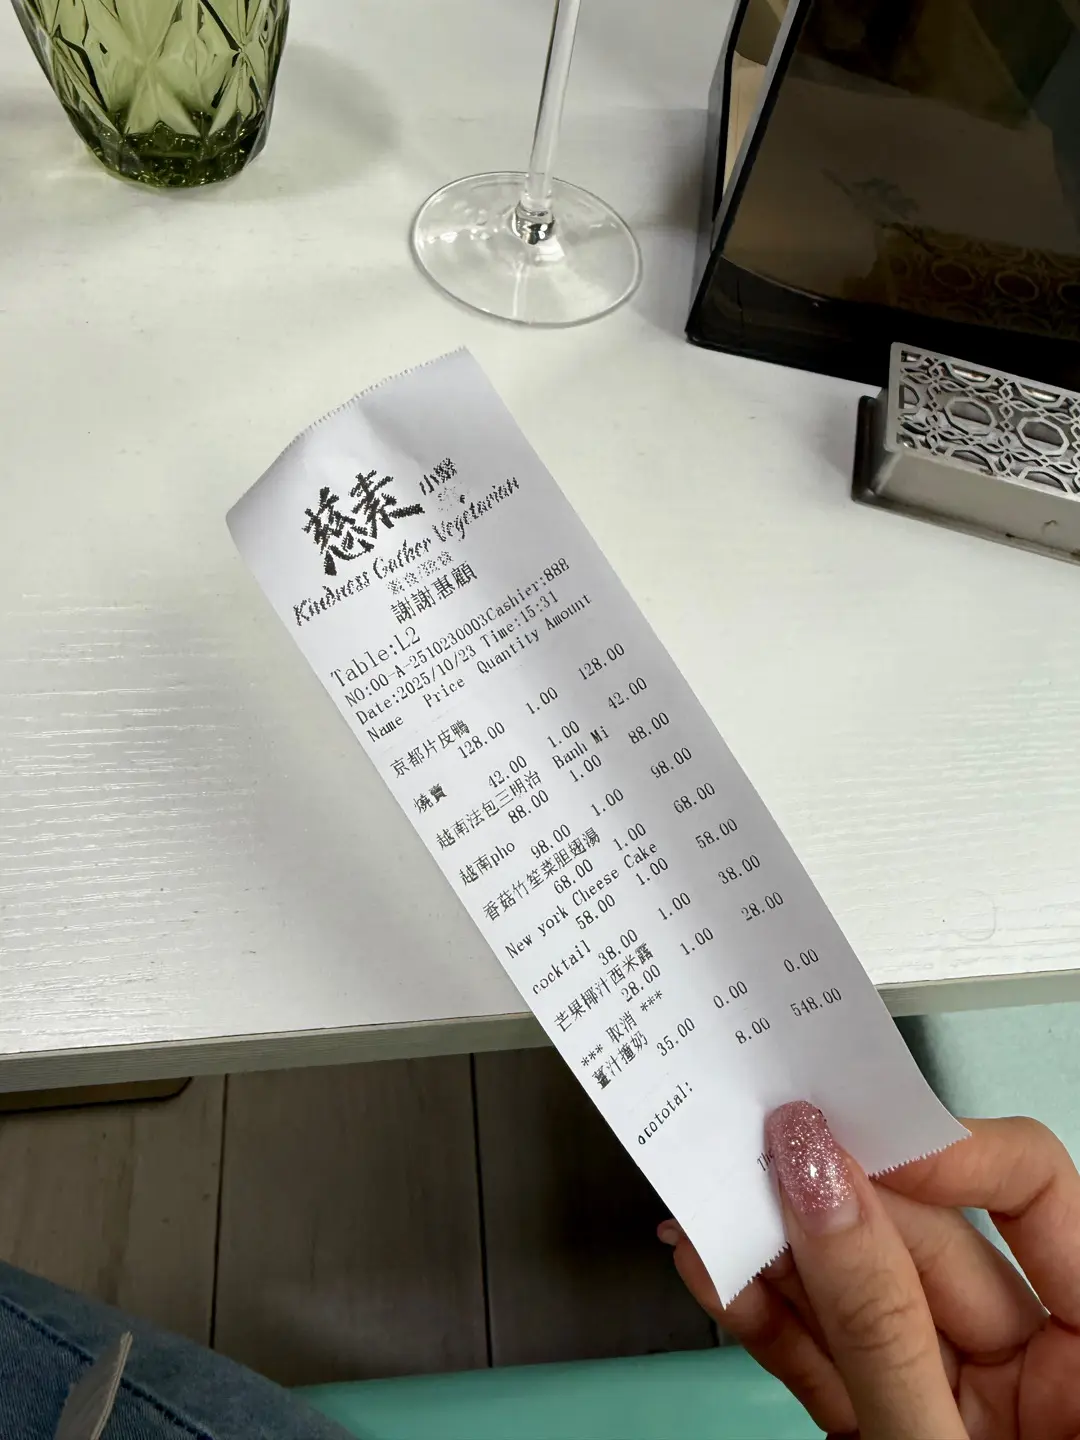 慈素 小聚
Kindness Gather Vegetarian
謝謝惠顧
Table:L2
NO:00-A-2510230003Cashier:888
Date:2025/10/23 Time:15:31
Name Price Quantity Amount
京都片皮鴨
128.00 1.00 128.00
燒賣
42.00 1.00 42.00
越南法包三明治 Banh Mi
88.00 1.00 88.00
越南pho
98.00 1.00 98.00
香菇竹笙菜胆翅湯
68.00 1.00 68.00
New york Cheese Cake
58.00 1.00 58.00
cocktail
38.00 1.00 38.00
芒果椰汁西米露
28.00 1.00 28.00
*** 取消 ***
薑汁撞奶
35.00 0.00 0.00
8.00 548.00